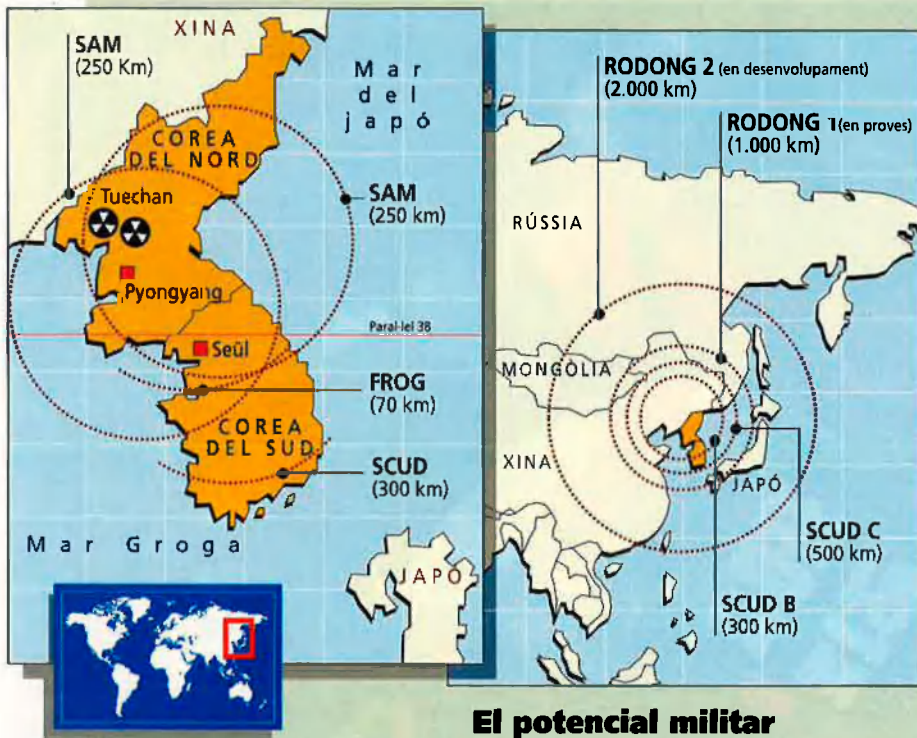 XINA
SAM
(250 Km)
Mar
del
japó
COREA
DEL NORD
SAM
(250 km)
Tuechan
Pyongyang
Paral·lel 38
Seül
FROG
(70 km)
COREA
DEL SUD
SCUD
(300 km)
Mar Groga
JAPÓ
RODONG 2 (en desenvolupament)
(2.000 km)
RODONG 1 (en proves)
(1.000 km)
RÚSSIA
MONGÒLIA
XINA
JAPÓ
SCUD C
(500 km)
SCUD B
(300 km)
El potencial militar